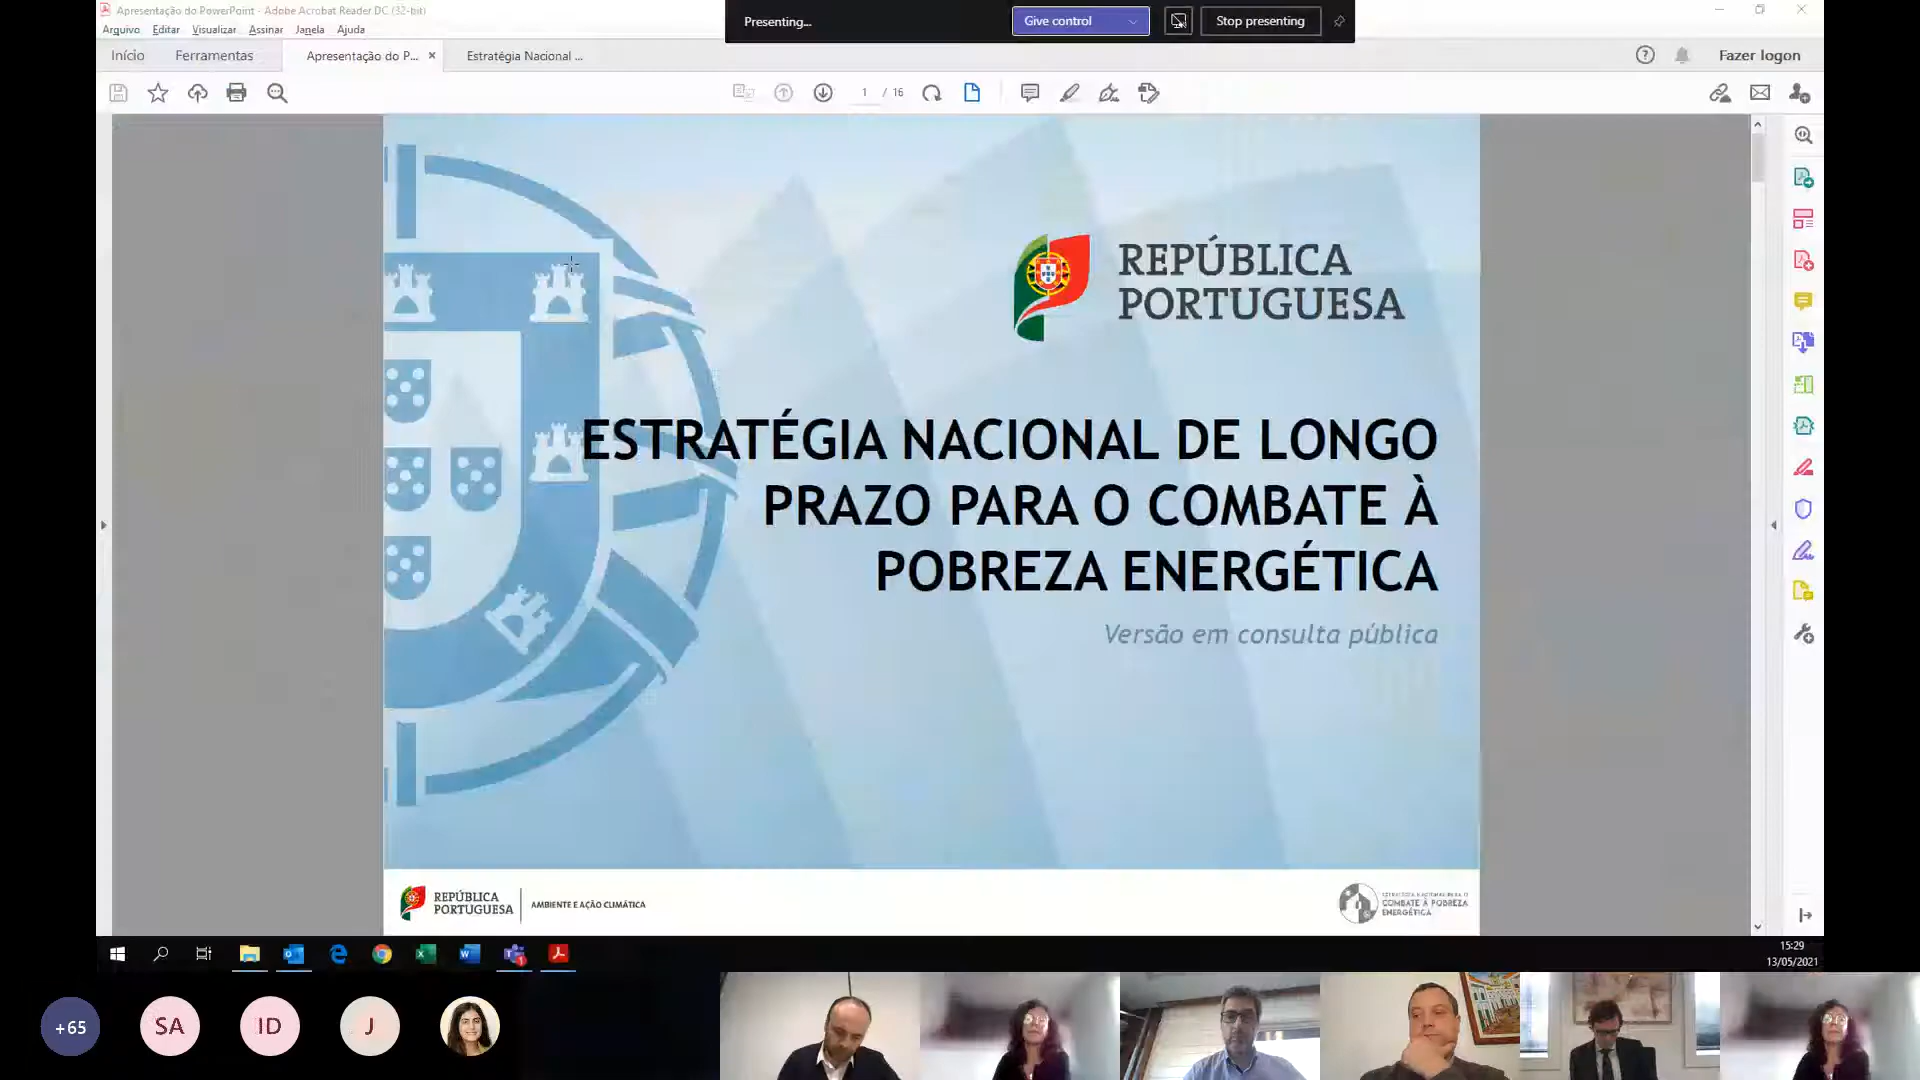 Apresentação do PowerPoint - Adobe Acrobat Reader DC (32-bit)
Presenting...
Give control
Stop presenting
Arquivo Editar Visualizar Assinar Janela Ajuda
Início Ferramentas Apresentação do P... × Estratégia Nacional ...
Fazer logon
1 / 16
REPÚBLICA
PORTUGUESA
ESTRATÉGIA NACIONAL DE LONGO
PRAZO PARA O COMBATE À
POBREZA ENERGÉTICA
Versão em consulta pública
REPÚBLICA
PORTUGUESA
AMBIENTE E AÇÃO CLIMÁTICA
COMBATE À POBREZA
ENERGÉTICA
15:29
13/05/2021
+65
SA
ID
J